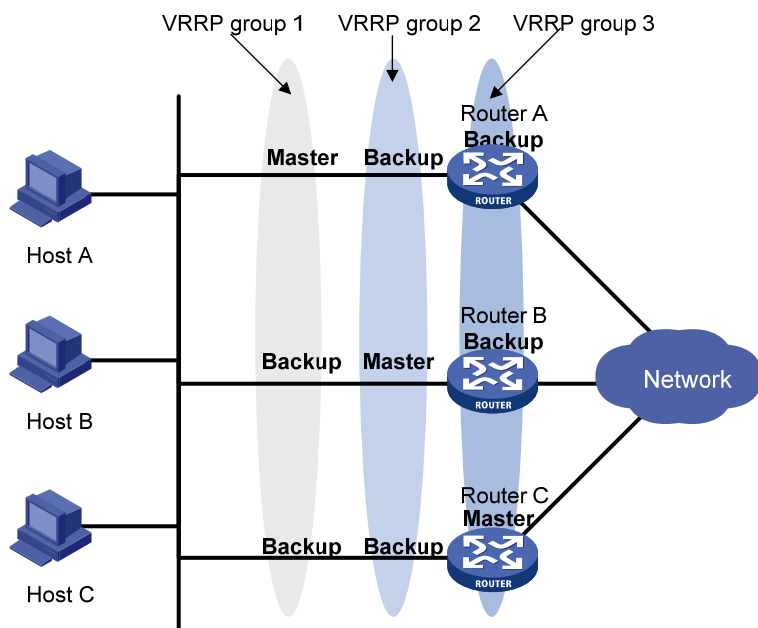 VRRP group 1
VRRP group 2
VRRP group 3
Router A
Master
Backup
Backup
ROUTER
Host A
Router B
Backup
Backup
Master
ROUTER
Network
Host B
Router C
Master
Backup
Backup
ROUTER
Host C